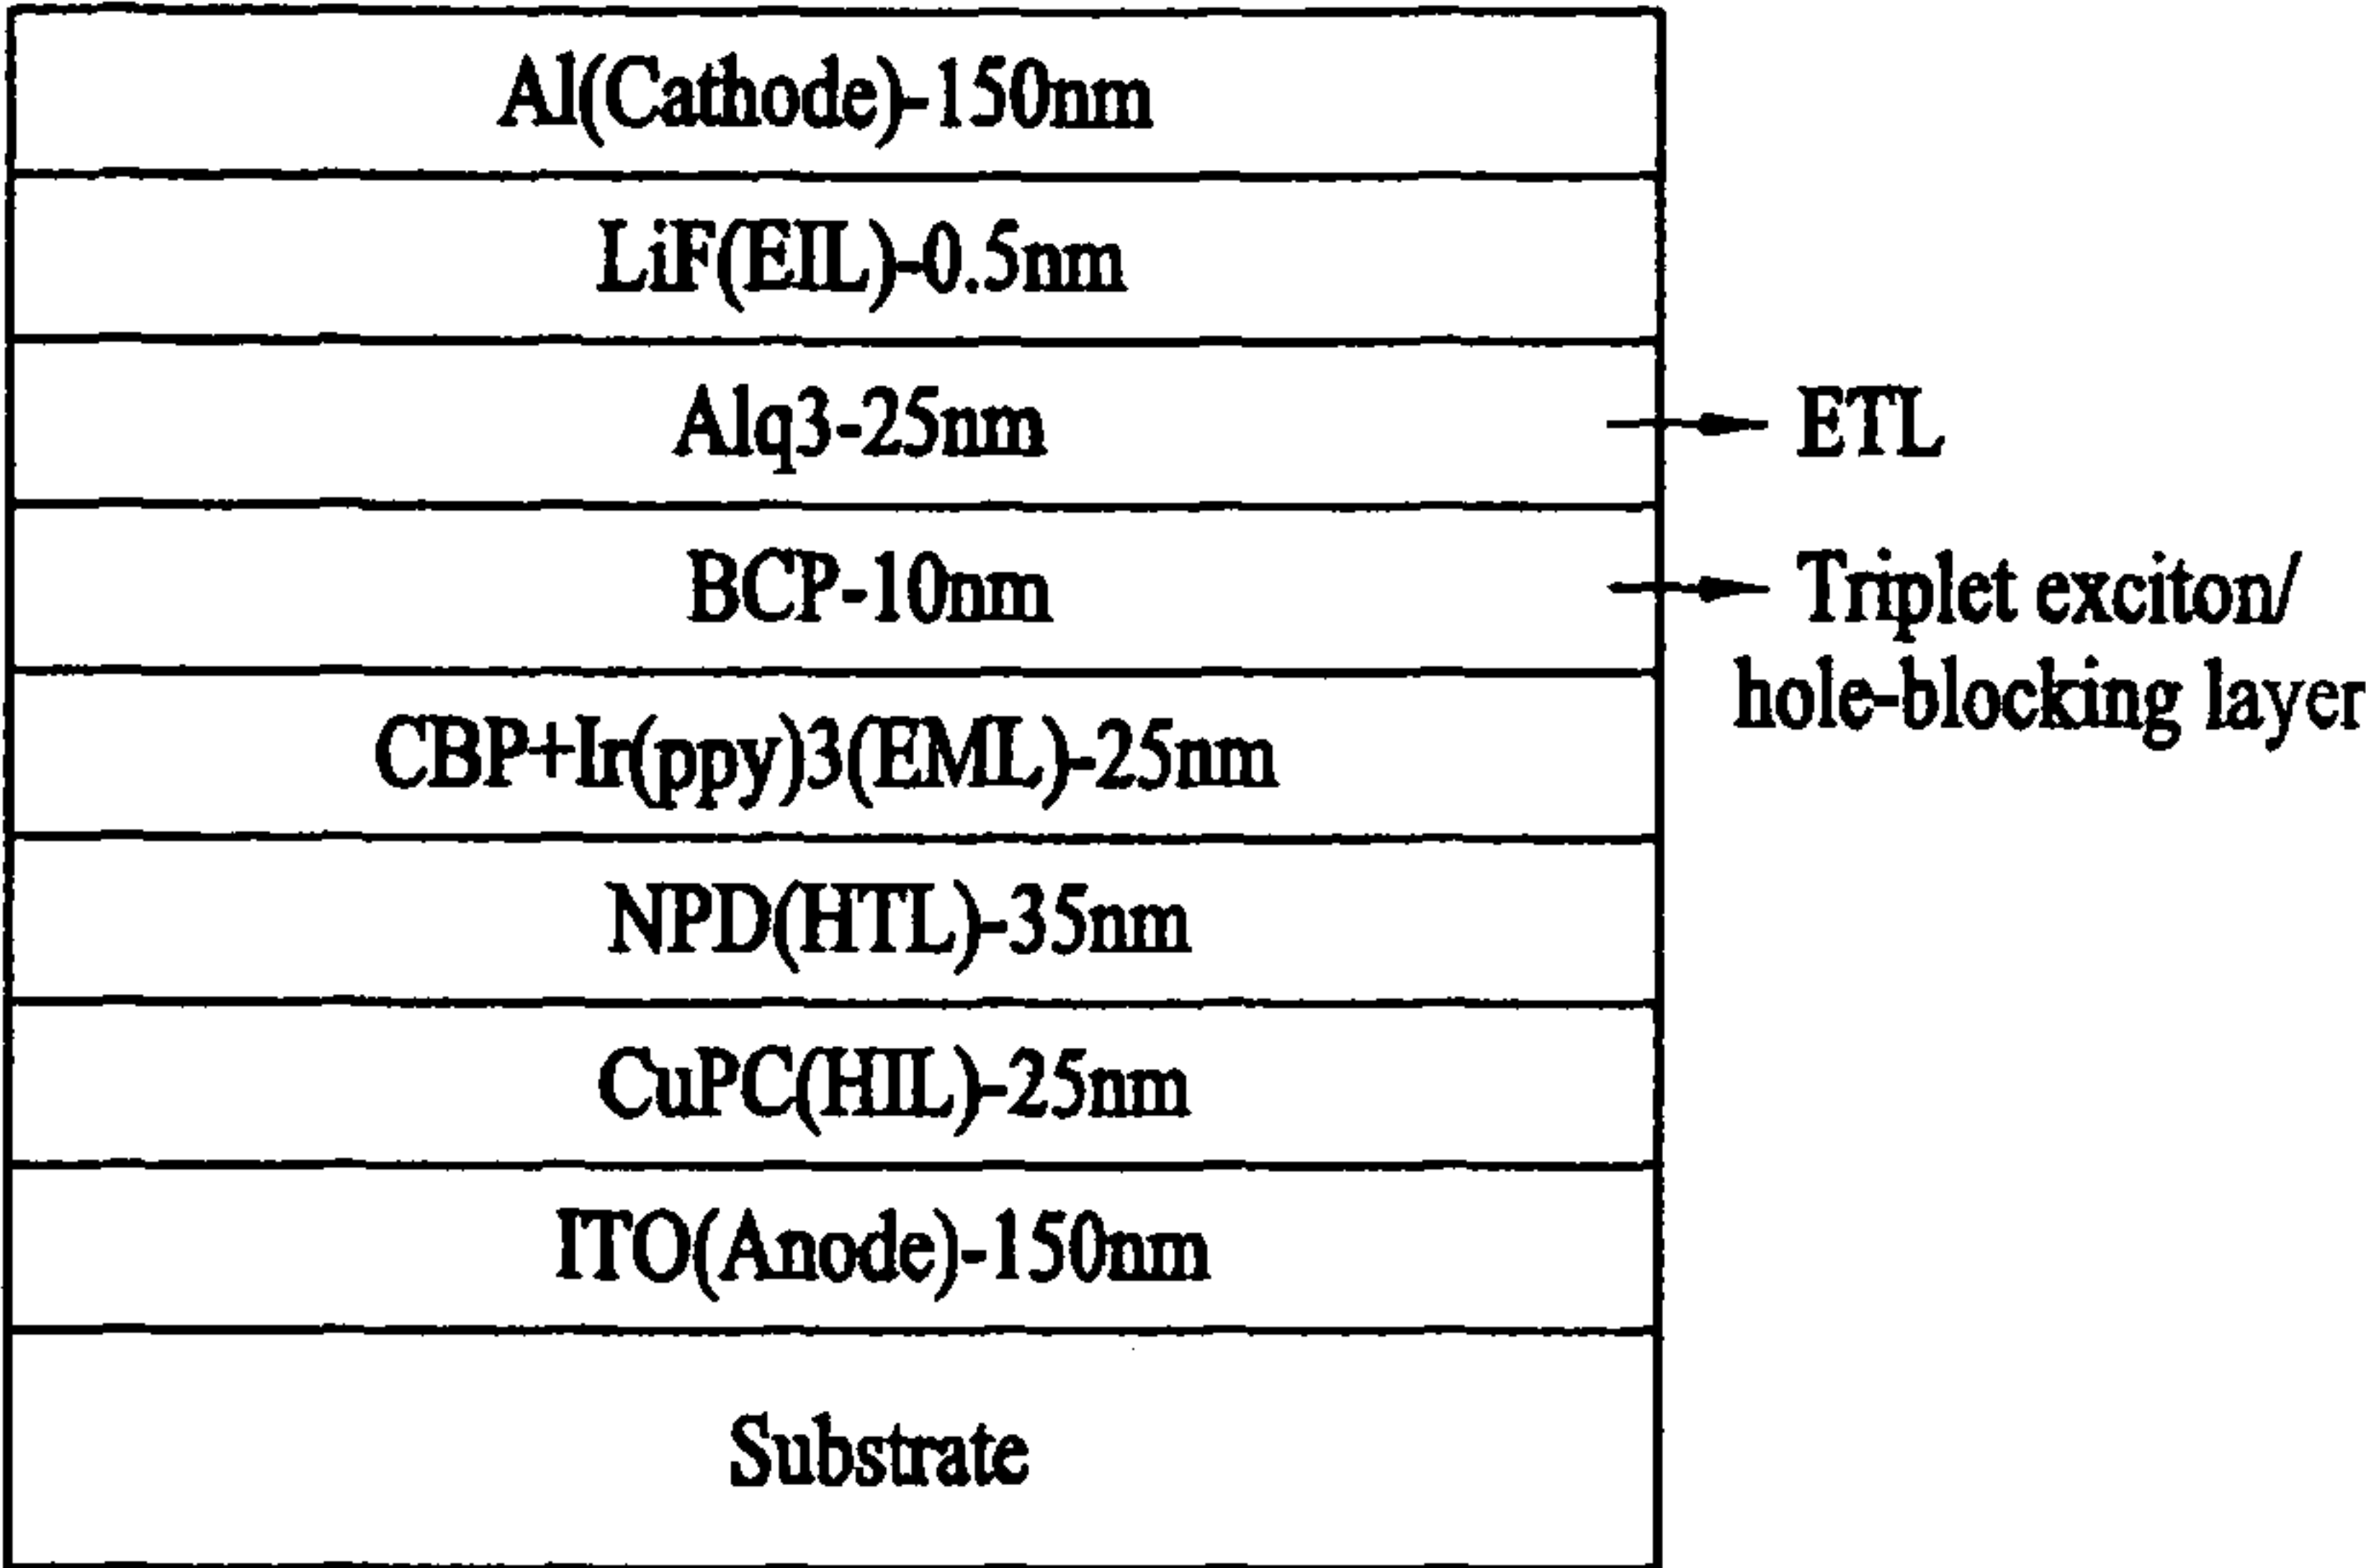 Al(Cathode)-150nm
LiF(EIL)-0.5nm
Alq3-25nm
ETL
BCP-10nm
Triplet exciton/
hole-blocking layer
CBP+Ir(ppy)3(EML)-25nm
NPD(HTL)-35nm
CuPC(HIL)-25nm
ITO(Anode)-150nm
Substrate